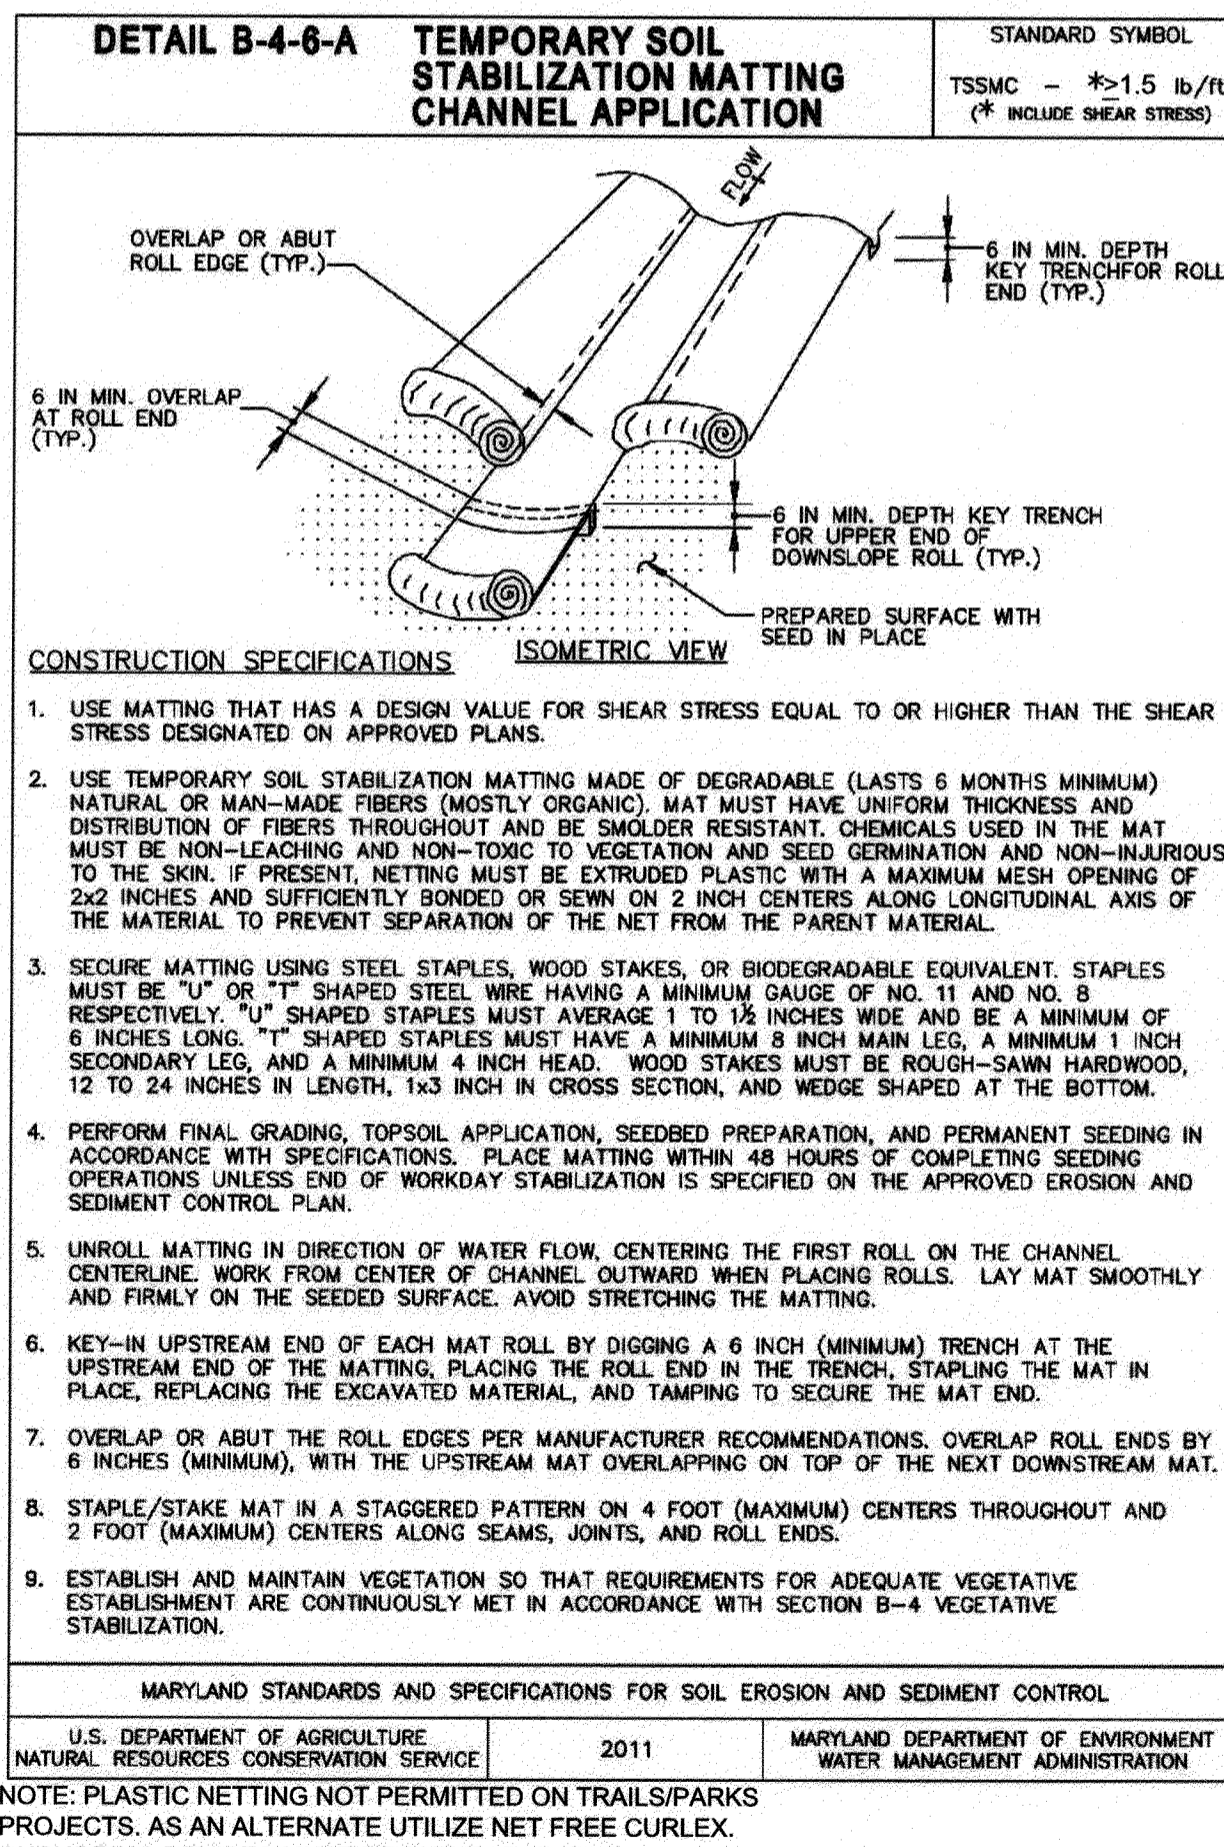 DETAIL B-4-6-A
TEMPORARY SOIL
STABILIZATION MATTING
CHANNEL APPLICATION
STANDARD SYMBOL
TSSMC - *≥1.5 lb/ft
(* INCLUDE SHEAR STRESS)
FLOW
OVERLAP OR ABUT
ROLL EDGE (TYP.)
6 IN MIN. DEPTH
KEY TRENCHFOR ROLL
END (TYP.)
6 IN MIN. OVERLAP
AT ROLL END
(TYP.)
6 IN MIN. DEPTH KEY TRENCH
FOR UPPER END OF
DOWNSLOPE ROLL (TYP.)
PREPARED SURFACE WITH
SEED IN PLACE
ISOMETRIC VIEW
CONSTRUCTION SPECIFICATIONS
1. USE MATTING THAT HAS A DESIGN VALUE FOR SHEAR STRESS EQUAL TO OR HIGHER THAN THE SHEAR
STRESS DESIGNATED ON APPROVED PLANS.
2. USE TEMPORARY SOIL STABILIZATION MATTING MADE OF DEGRADABLE (LASTS 6 MONTHS MINIMUM)
NATURAL OR MAN-MADE FIBERS (MOSTLY ORGANIC). MAT MUST HAVE UNIFORM THICKNESS AND
DISTRIBUTION OF FIBERS THROUGHOUT AND BE SMOLDER RESISTANT. CHEMICALS USED IN THE MAT
MUST BE NON-LEACHING AND NON-TOXIC TO VEGETATION AND SEED GERMINATION AND NON-INJURIOUS
TO THE SKIN. IF PRESENT, NETTING MUST BE EXTRUDED PLASTIC WITH A MAXIMUM MESH OPENING OF
2x2 INCHES AND SUFFICIENTLY BONDED OR SEWN ON 2 INCH CENTERS ALONG LONGITUDINAL AXIS OF
THE MATERIAL TO PREVENT SEPARATION OF THE NET FROM THE PARENT MATERIAL.
3. SECURE MATTING USING STEEL STAPLES, WOOD STAKES, OR BIODEGRADABLE EQUIVALENT. STAPLES
MUST BE "U" OR "T" SHAPED STEEL WIRE HAVING A MINIMUM GAUGE OF NO. 11 AND NO. 8
RESPECTIVELY. "U" SHAPED STAPLES MUST AVERAGE 1 TO 1½ INCHES WIDE AND BE A MINIMUM OF
6 INCHES LONG. "T" SHAPED STAPLES MUST HAVE A MINIMUM 8 INCH MAIN LEG, A MINIMUM 1 INCH
SECONDARY LEG, AND A MINIMUM 4 INCH HEAD. WOOD STAKES MUST BE ROUGH-SAWN HARDWOOD,
12 TO 24 INCHES IN LENGTH, 1x3 INCH IN CROSS SECTION, AND WEDGE SHAPED AT THE BOTTOM.
4. PERFORM FINAL GRADING, TOPSOIL APPLICATION, SEEDBED PREPARATION, AND PERMANENT SEEDING IN
ACCORDANCE WITH SPECIFICATIONS. PLACE MATTING WITHIN 48 HOURS OF COMPLETING SEEDING
OPERATIONS UNLESS END OF WORKDAY STABILIZATION IS SPECIFIED ON THE APPROVED EROSION AND
SEDIMENT CONTROL PLAN.
5. UNROLL MATTING IN DIRECTION OF WATER FLOW, CENTERING THE FIRST ROLL ON THE CHANNEL
CENTERLINE. WORK FROM CENTER OF CHANNEL OUTWARD WHEN PLACING ROLLS. LAY MAT SMOOTHLY
AND FIRMLY ON THE SEEDED SURFACE. AVOID STRETCHING THE MATTING.
6. KEY-IN UPSTREAM END OF EACH MAT ROLL BY DIGGING A 6 INCH (MINIMUM) TRENCH AT THE
UPSTREAM END OF THE MATTING, PLACING THE ROLL END IN THE TRENCH, STAPLING THE MAT IN
PLACE, REPLACING THE EXCAVATED MATERIAL, AND TAMPING TO SECURE THE MAT END.
7. OVERLAP OR ABUT THE ROLL EDGES PER MANUFACTURER RECOMMENDATIONS. OVERLAP ROLL ENDS BY
6 INCHES (MINIMUM), WITH THE UPSTREAM MAT OVERLAPPING ON TOP OF THE NEXT DOWNSTREAM MAT.
8. STAPLE/STAKE MAT IN A STAGGERED PATTERN ON 4 FOOT (MAXIMUM) CENTERS THROUGHOUT AND
2 FOOT (MAXIMUM) CENTERS ALONG SEAMS, JOINTS, AND ROLL ENDS.
9. ESTABLISH AND MAINTAIN VEGETATION SO THAT REQUIREMENTS FOR ADEQUATE VEGETATIVE
ESTABLISHMENT ARE CONTINUOUSLY MET IN ACCORDANCE WITH SECTION B-4 VEGETATIVE
STABILIZATION.
MARYLAND STANDARDS AND SPECIFICATIONS FOR SOIL EROSION AND SEDIMENT CONTROL
U.S. DEPARTMENT OF AGRICULTURE
NATURAL RESOURCES CONSERVATION SERVICE
2011
MARYLAND DEPARTMENT OF ENVIRONMENT
WATER MANAGEMENT ADMINISTRATION
NOTE: PLASTIC NETTING NOT PERMITTED ON TRAILS/PARKS
PROJECTS. AS AN ALTERNATE UTILIZE NET FREE CURLEX.